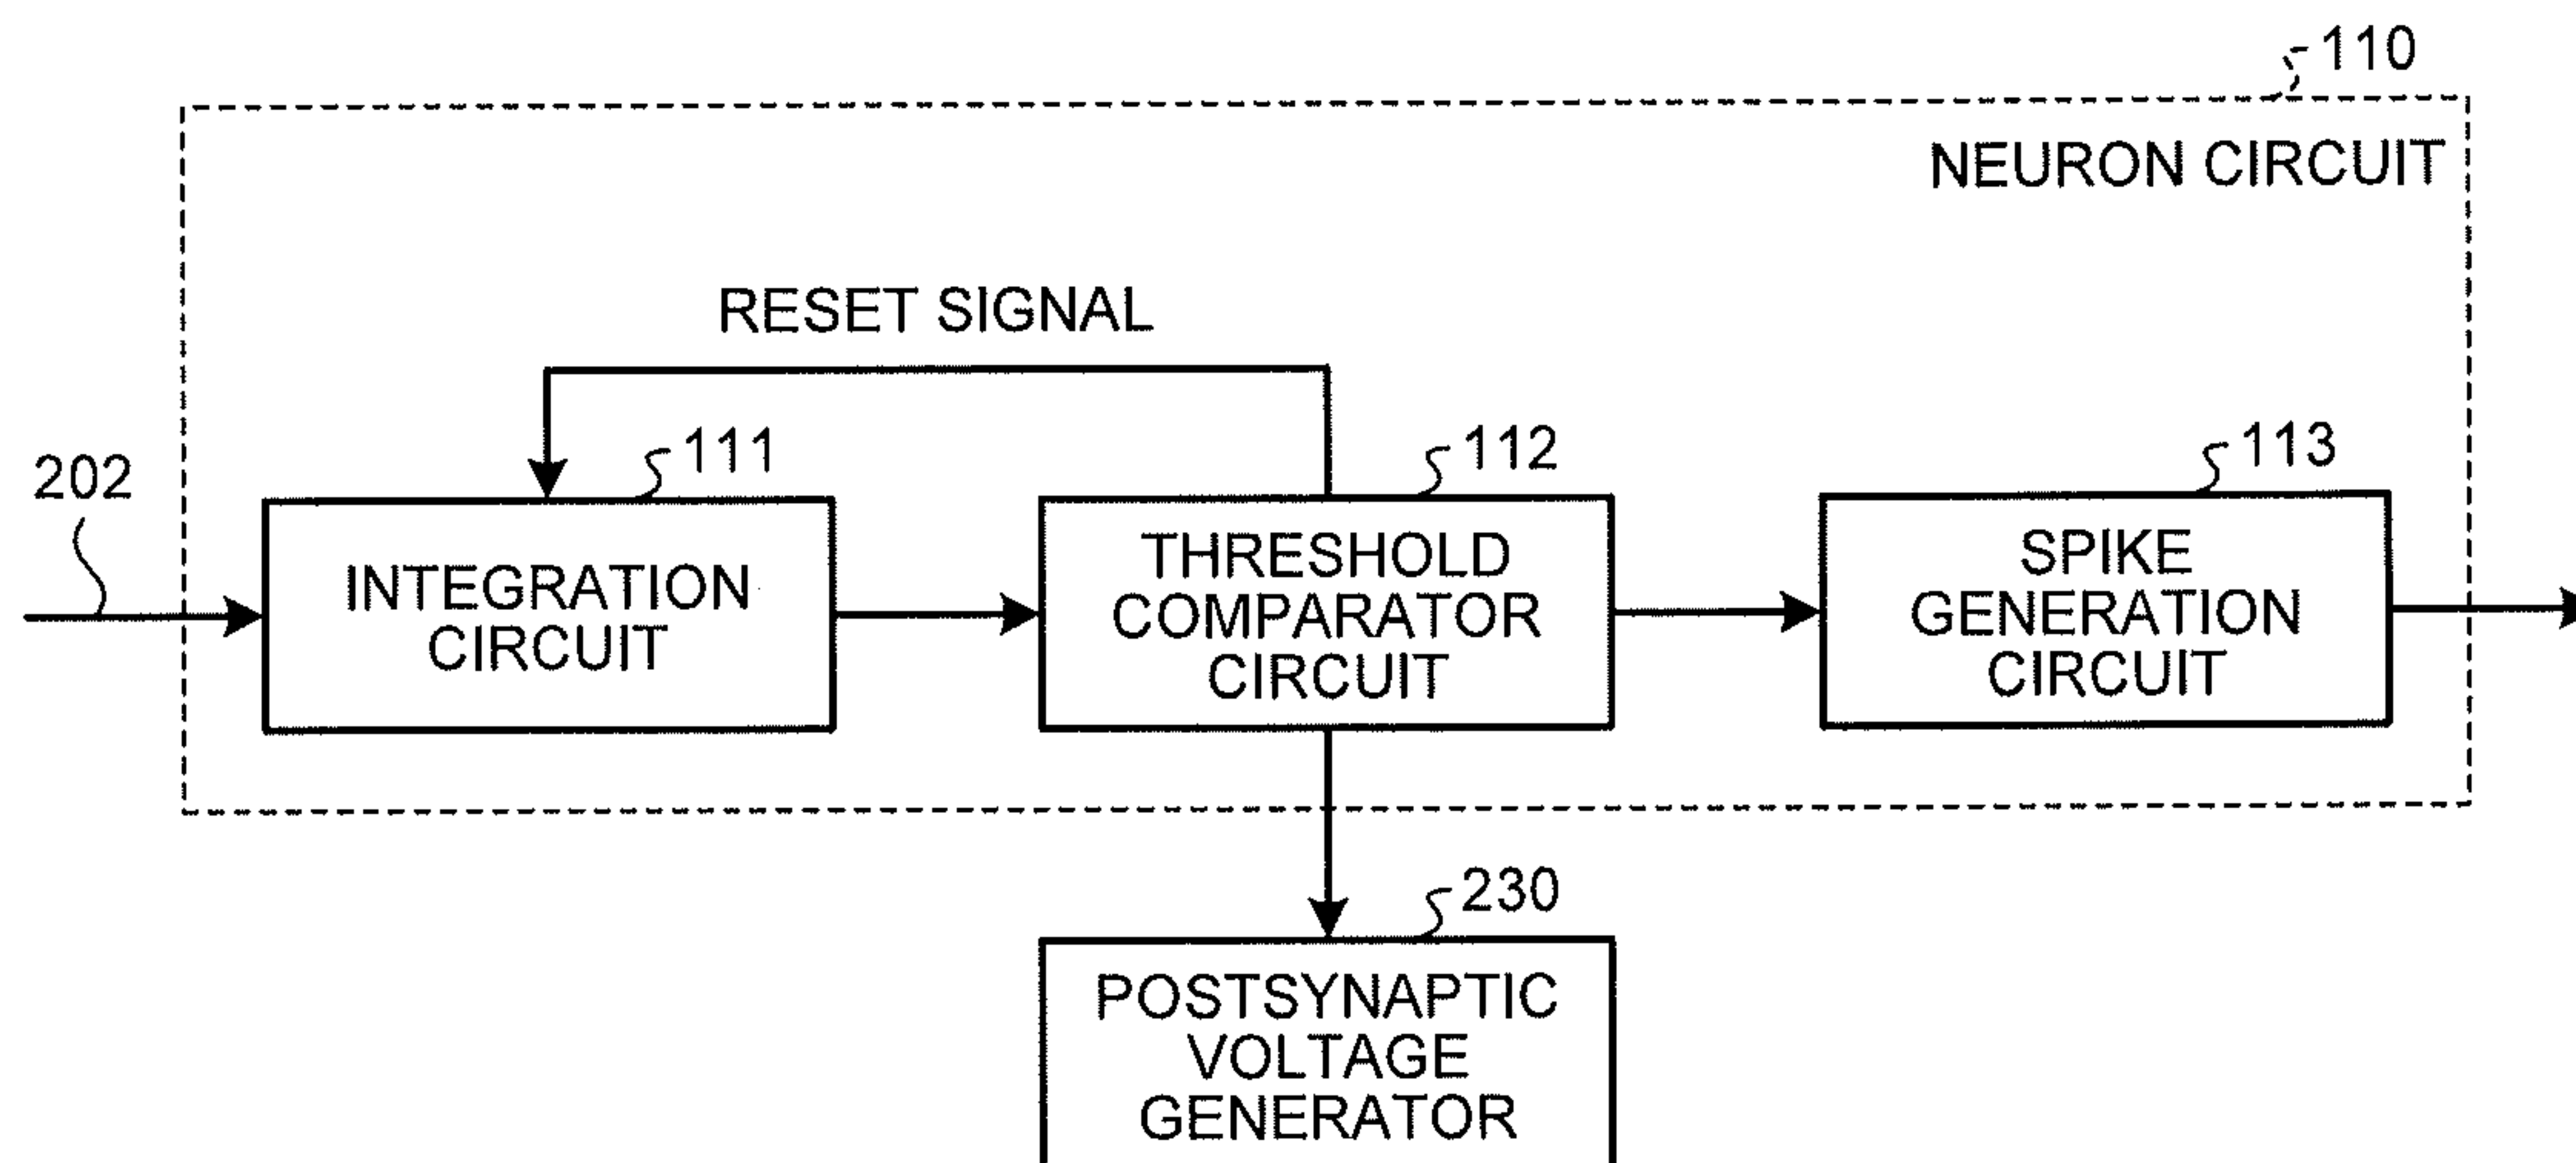 110
NEURON CIRCUIT
RESET SIGNAL
202
111
112
113
INTEGRATION
CIRCUIT
THRESHOLD
COMPARATOR
CIRCUIT
SPIKE
GENERATION
CIRCUIT
230
POSTSYNAPTIC
VOLTAGE
GENERATOR